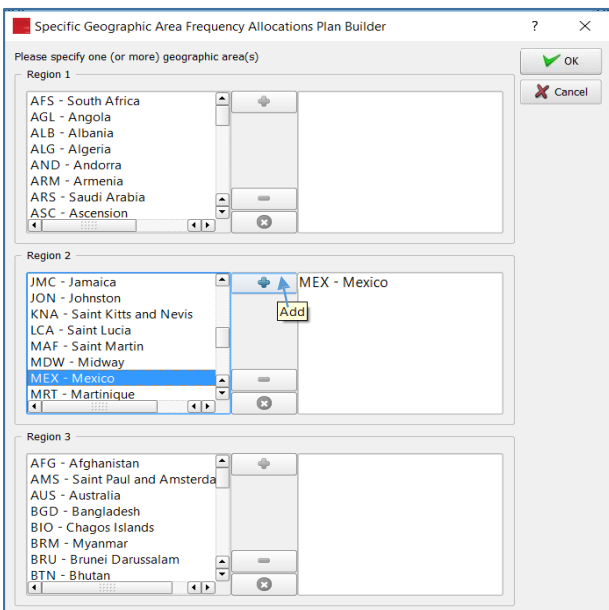 Specific Geographic Area Frequency Allocations Plan Builder ?
Please specify one (or more) geographic area(s)
OK
Cancel
Region 1
AFS - South Africa
AGL - Angola
ALB - Albania
ALG - Algeria
AND - Andorra
ARM - Armenia
ARS - Saudi Arabia
ASC - Ascension
Region 2
JMC - Jamaica
JON - Johnston
KNA - Saint Kitts and Nevis
LCA - Saint Lucia
MAF - Saint Martin
MDW - Midway
MEX - Mexico
MRT - Martinique
MEX - Mexico
Add
Region 3
AFG - Afghanistan
AMS - Saint Paul and Amsterda
AUS - Australia
BGD - Bangladesh
BIO - Chagos Islands
BRM - Myanmar
BRU - Brunei Darussalam
BTN - Bhutan